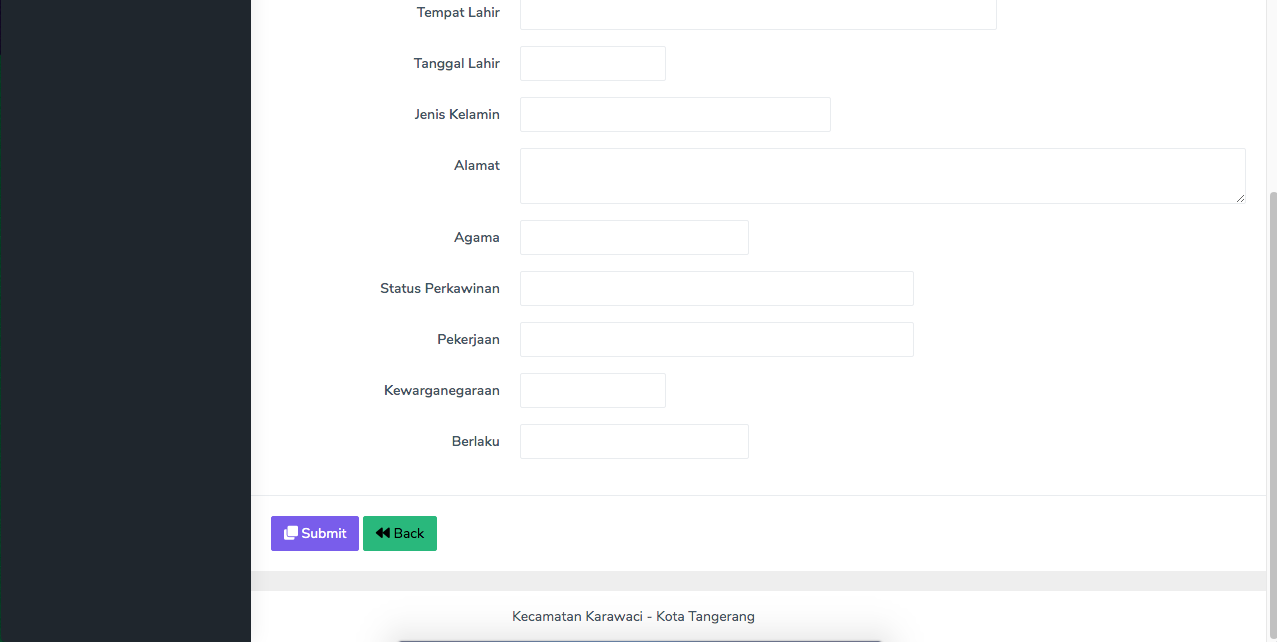 Tempat Lahir
Tanggal Lahir
Jenis Kelamin
Alamat
Agama
Status Perkawinan
Pekerjaan
Kewarganegaraan
Berlaku
Submit Back
Kecamatan Karawaci - Kota Tangerang